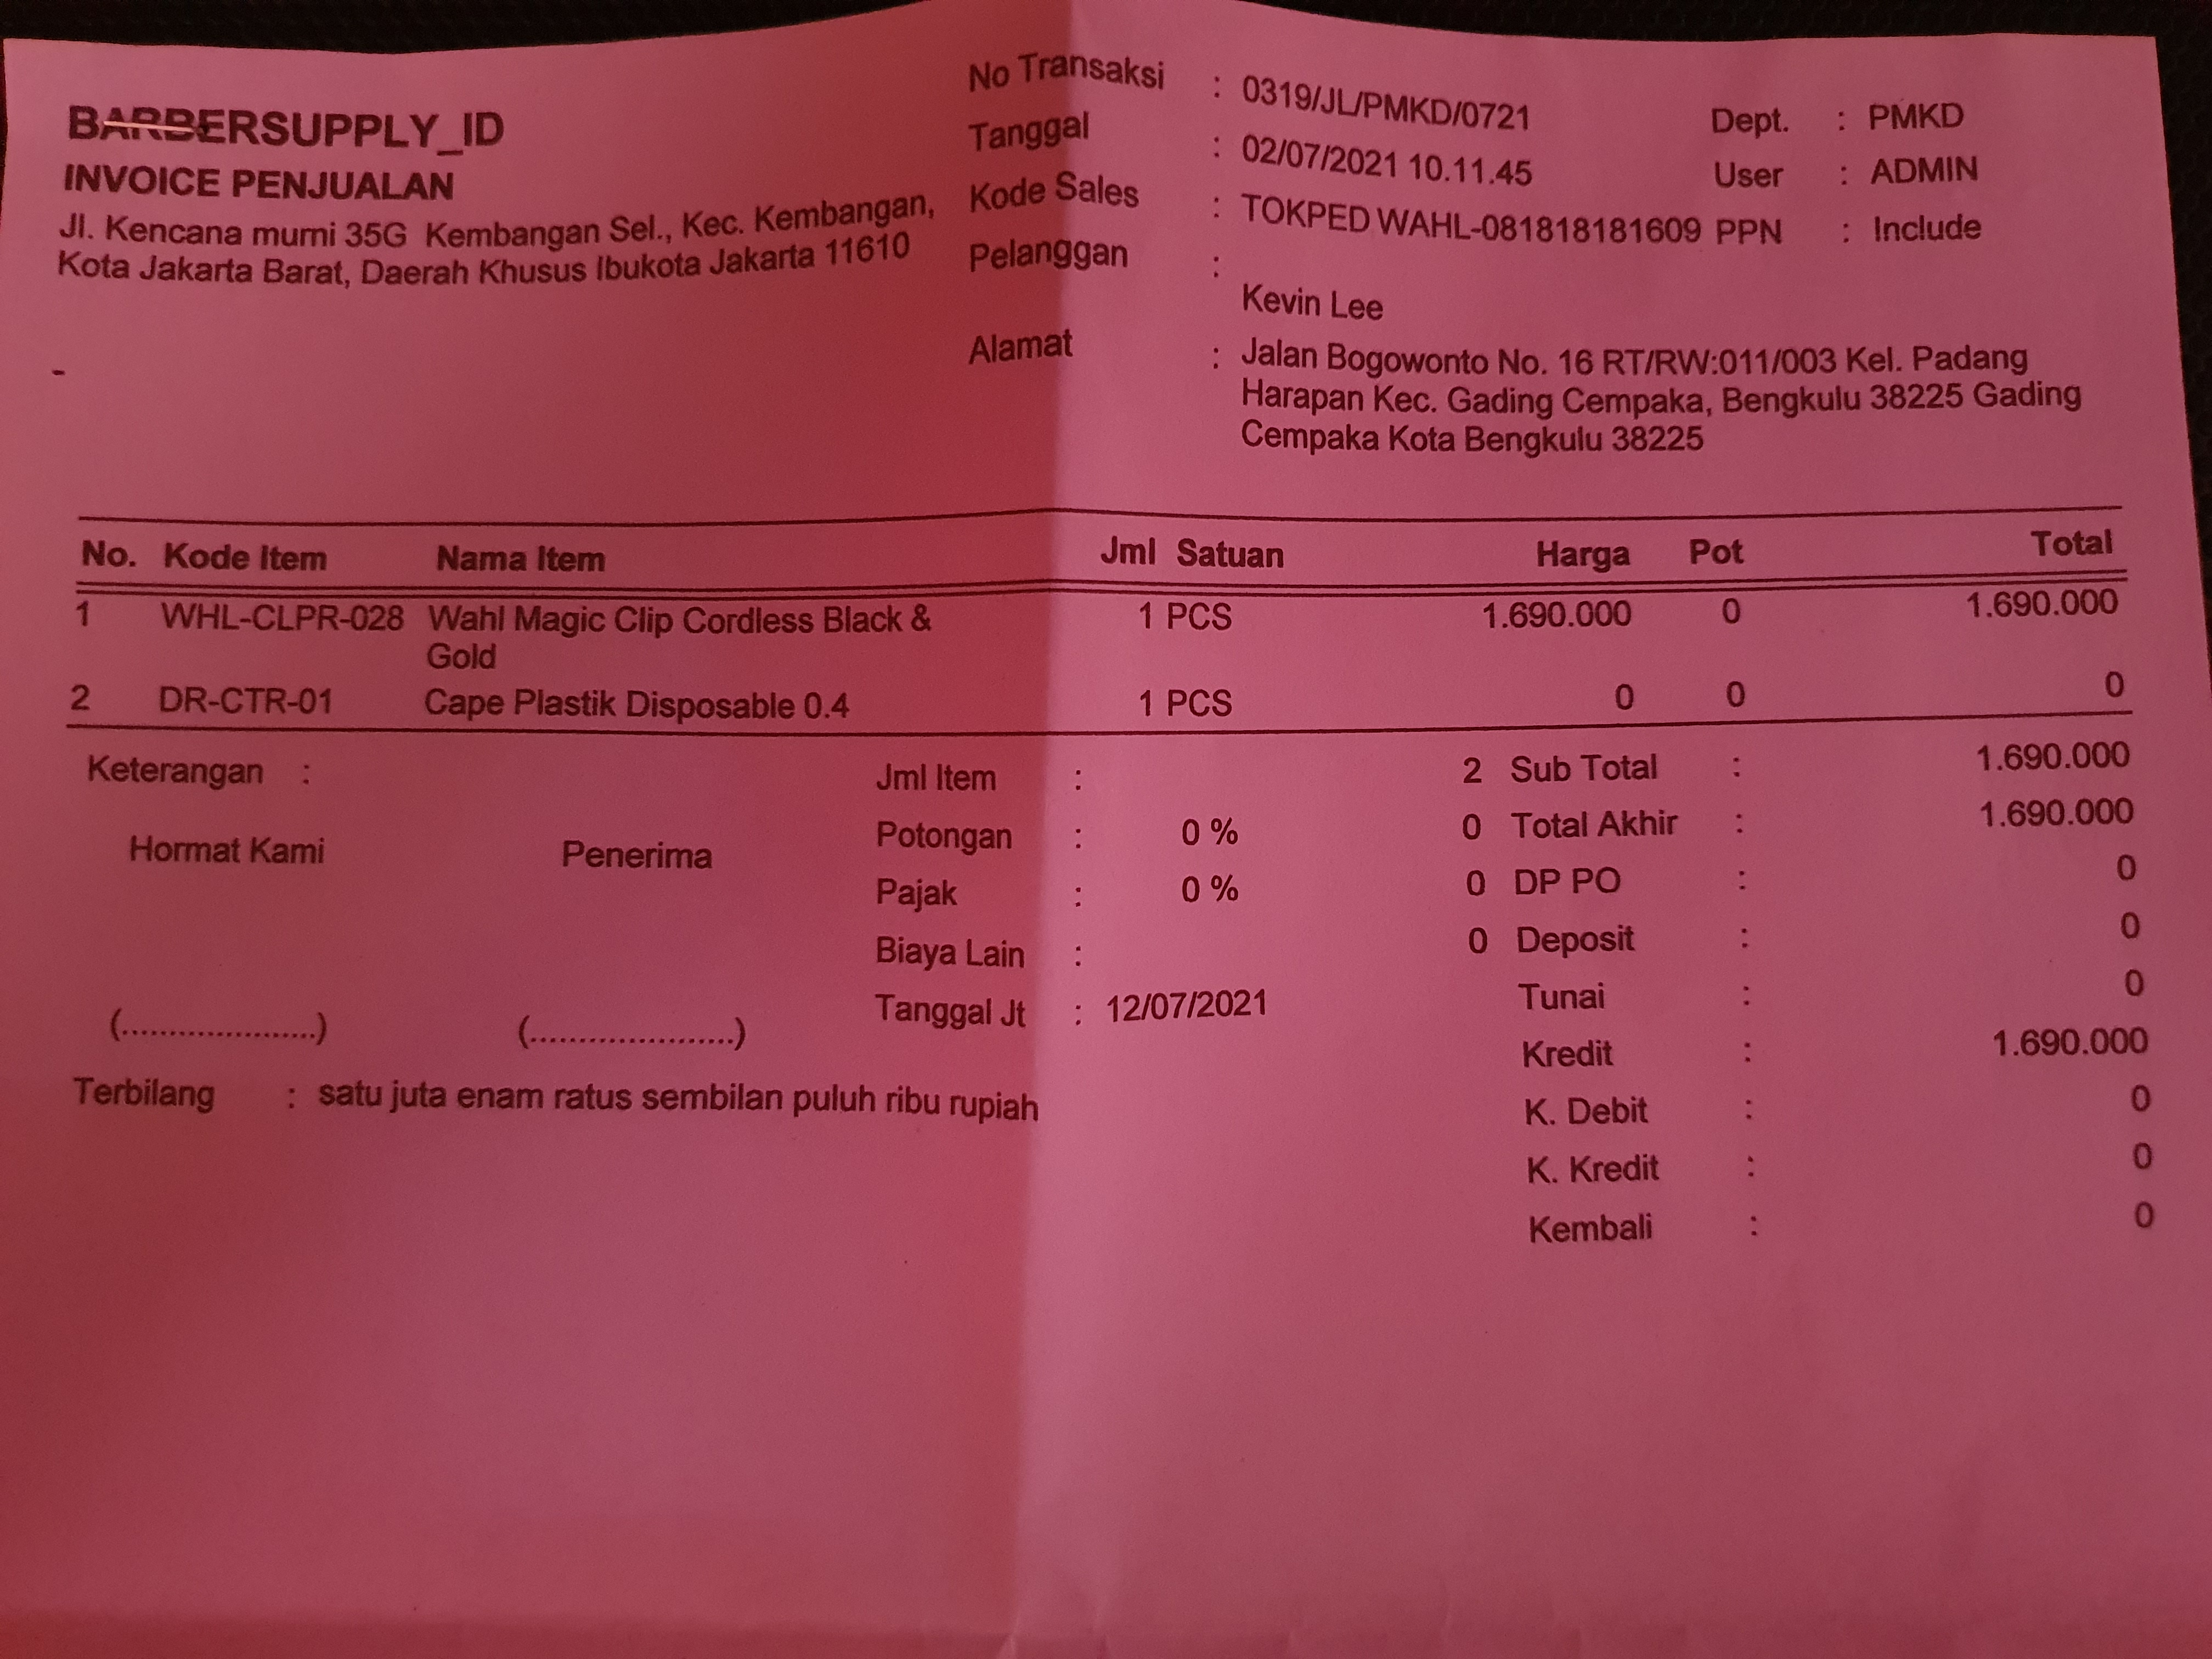 BARBERSUPPLY_ID
INVOICE PENJUALAN
Jl. Kencana murni 35G Kembangan Sel., Kec. Kembangan,
Kota Jakarta Barat, Daerah Khusus Ibukota Jakarta 11610
-
No Transaksi : 0319/JL/PMKD/0721 Dept. : PMKD
Tanggal : 02/07/2021 10.11.45 User : ADMIN
Kode Sales : TOKPED WAHL-081818181609 PPN : Include
Pelanggan :
Kevin Lee
Alamat : Jalan Bogowonto No. 16 RT/RW:011/003 Kel. Padang
Harapan Kec. Gading Cempaka, Bengkulu 38225 Gading
Cempaka Kota Bengkulu 38225
No. Kode Item Nama Item Jml Satuan Harga Pot Total
1 WHL-CLPR-028 Wahl Magic Clip Cordless Black & 1 PCS 1.690.000 0 1.690.000
Gold
2 DR-CTR-01 Cape Plastik Disposable 0.4 1 PCS 0 0 0
Keterangan : Jml Item : 2 Sub Total : 1.690.000
Hormat Kami Penerima Potongan : 0 % 0 Total Akhir : 1.690.000
Pajak : 0 % 0 DP PO : 0
Biaya Lain : 0 Deposit : 0
(.....................) (.....................) Tanggal Jt : 12/07/2021 Tunai : 0
Kredit : 1.690.000
Terbilang : satu juta enam ratus sembilan puluh ribu rupiah K. Debit : 0
K. Kredit : 0
Kembali : 0